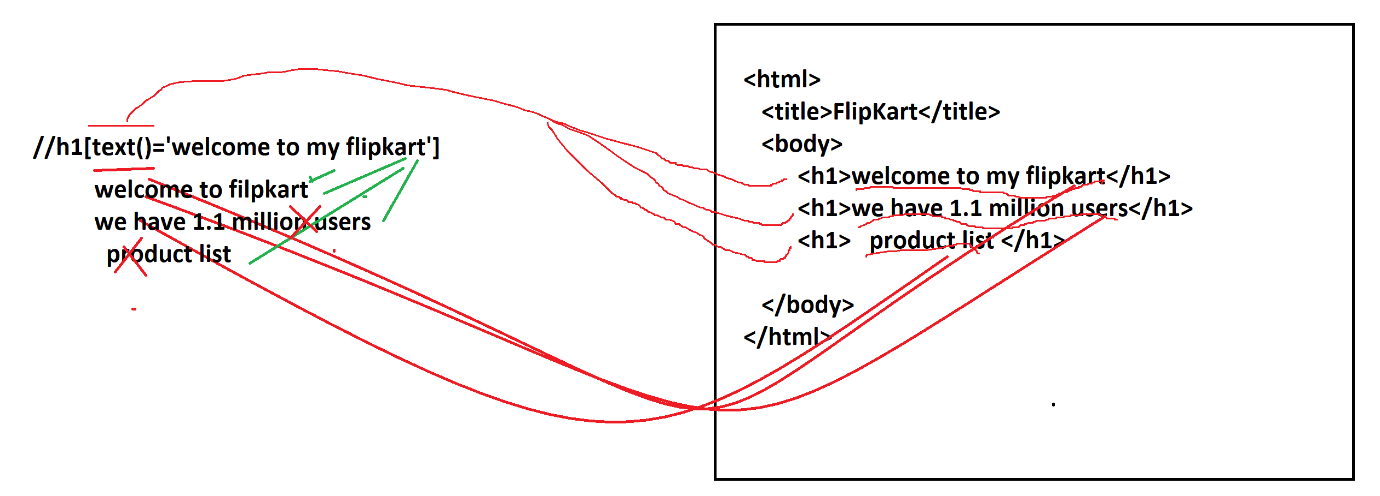 //h1[text()='welcome to my flipkart']
welcome to filpkart
we have 1.1 million users
product list
<html>
<title>FlipKart</title>
<body>
<h1>welcome to my flipkart</h1>
<h1>we have 1.1 million users</h1>
<h1> product list </h1>
</body>
</html>